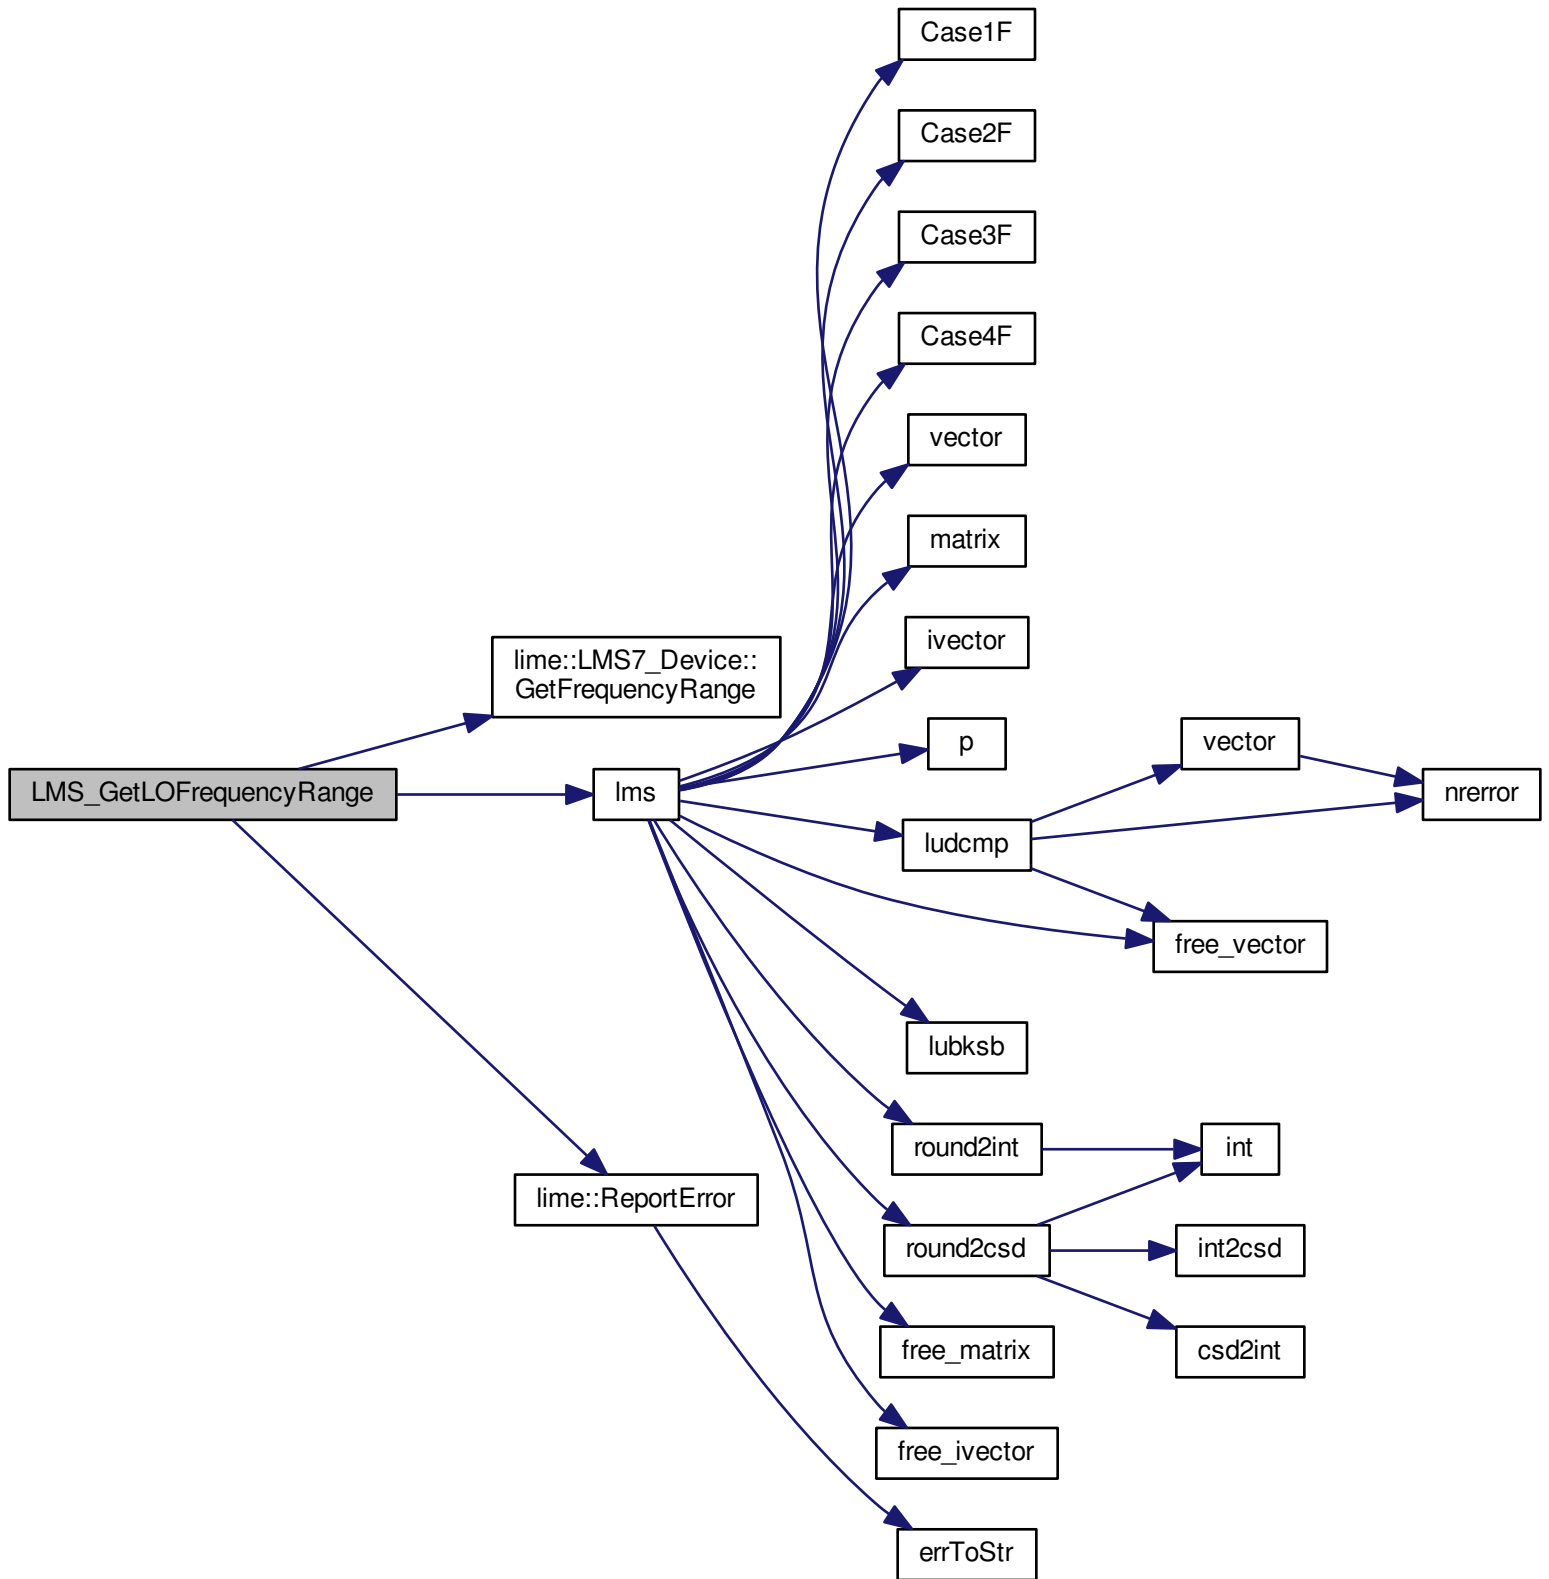 Case1F
Case2F
Case3F
Case4F
vector
matrix
ivector
lime::LMS7_Device::
GetFrequencyRange
p
vector
LMS_GetLOFrequencyRange
lms
nrerror
ludcmp
free_vector
lubksb
round2int
int
lime::ReportError
round2csd
int2csd
free_matrix
csd2int
free_ivector
errToStr